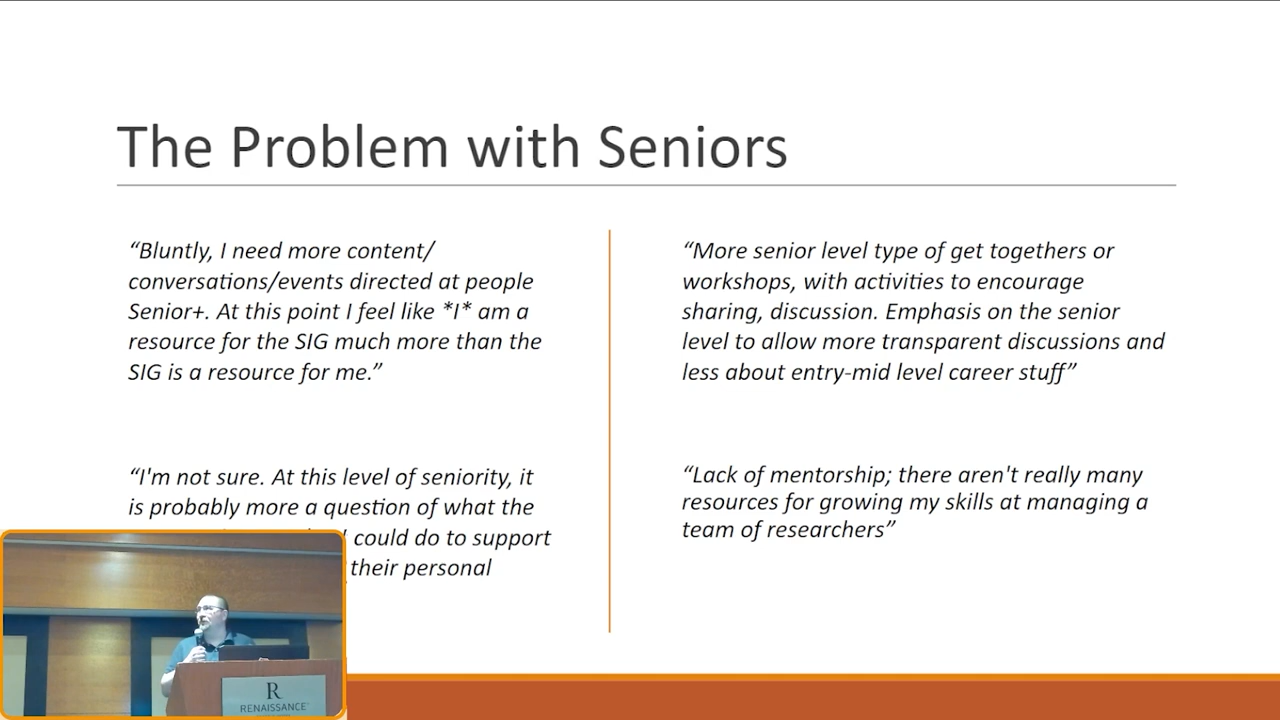 The Problem with Seniors
“Bluntly, I need more content/
conversations/events directed at people
Senior+. At this point I feel like *I* am a
resource for the SIG much more than the
SIG is a resource for me.”
“I'm not sure. At this level of seniority, it
is probably more a question of what the
could do to support
their personal
“More senior level type of get togethers or
workshops, with activities to encourage
sharing, discussion. Emphasis on the senior
level to allow more transparent discussions and
less about entry-mid level career stuff”
“Lack of mentorship; there aren't really many
resources for growing my skills at managing a
team of researchers”
R
RENAISSANCE